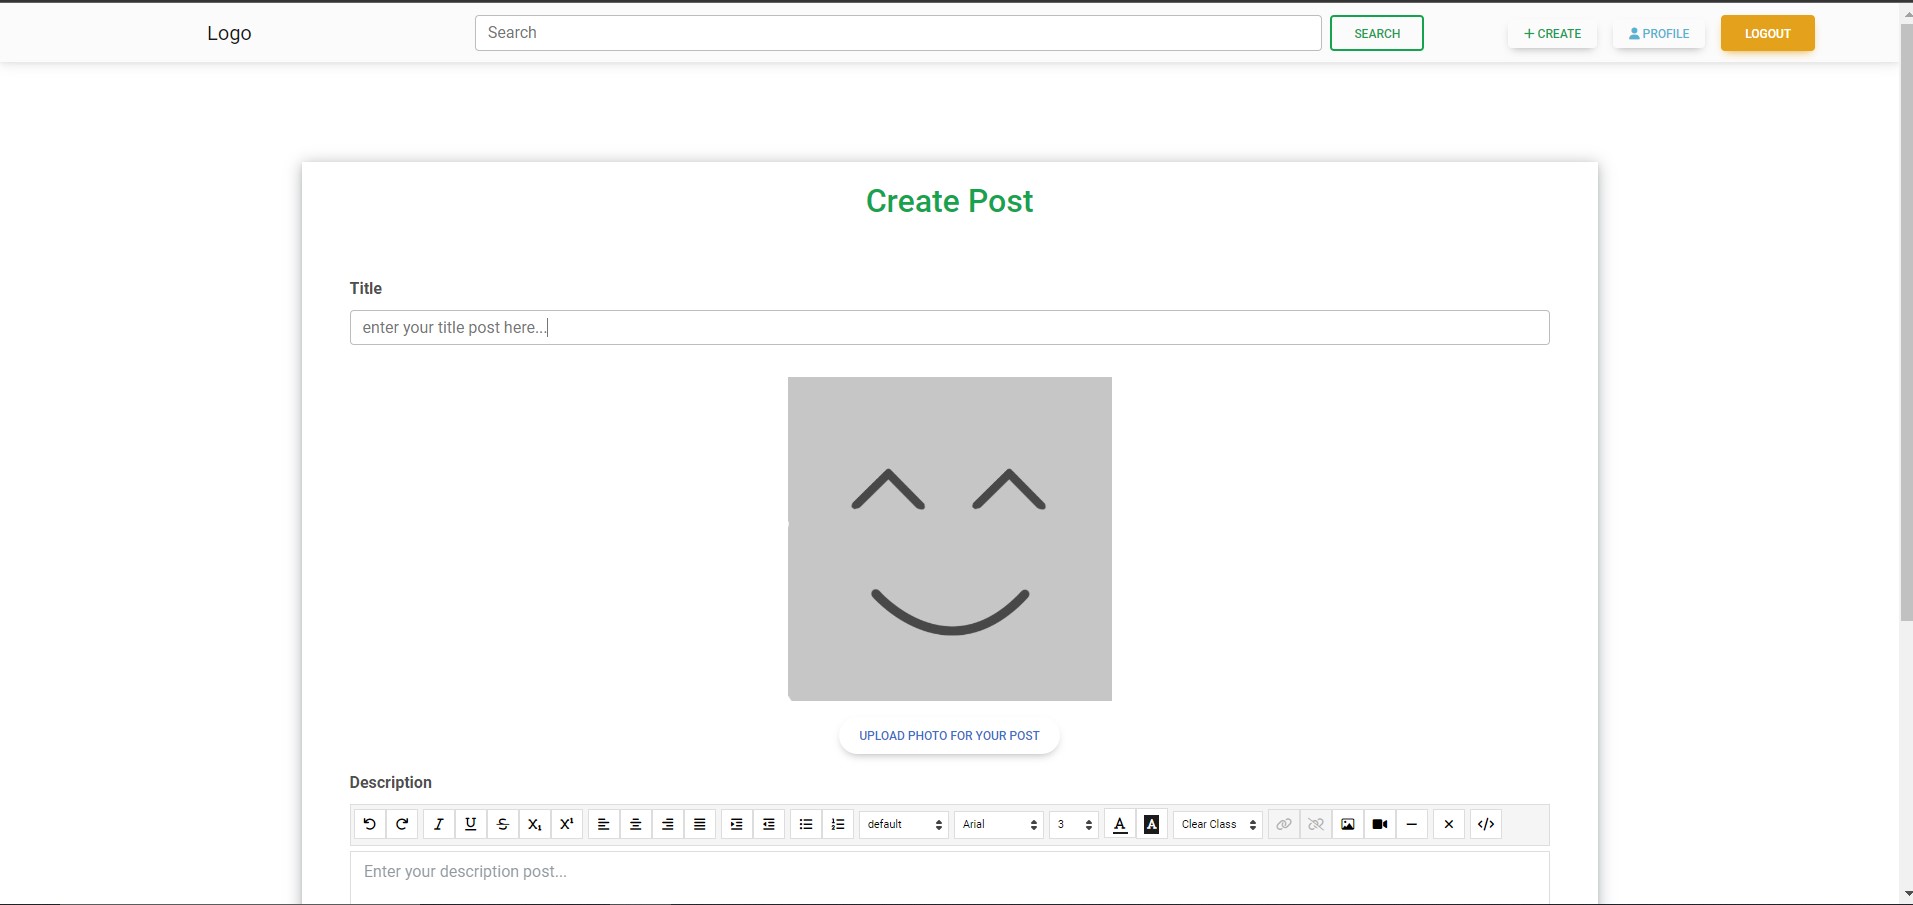 Logo
Search
SEARCH
CREATE
PROFILE
LOGOUT
Create Post
Title
enter your title post here...
UPLOAD PHOTO FOR YOUR POST
Description
default
Arial
3
Clear Class
Enter your description post...